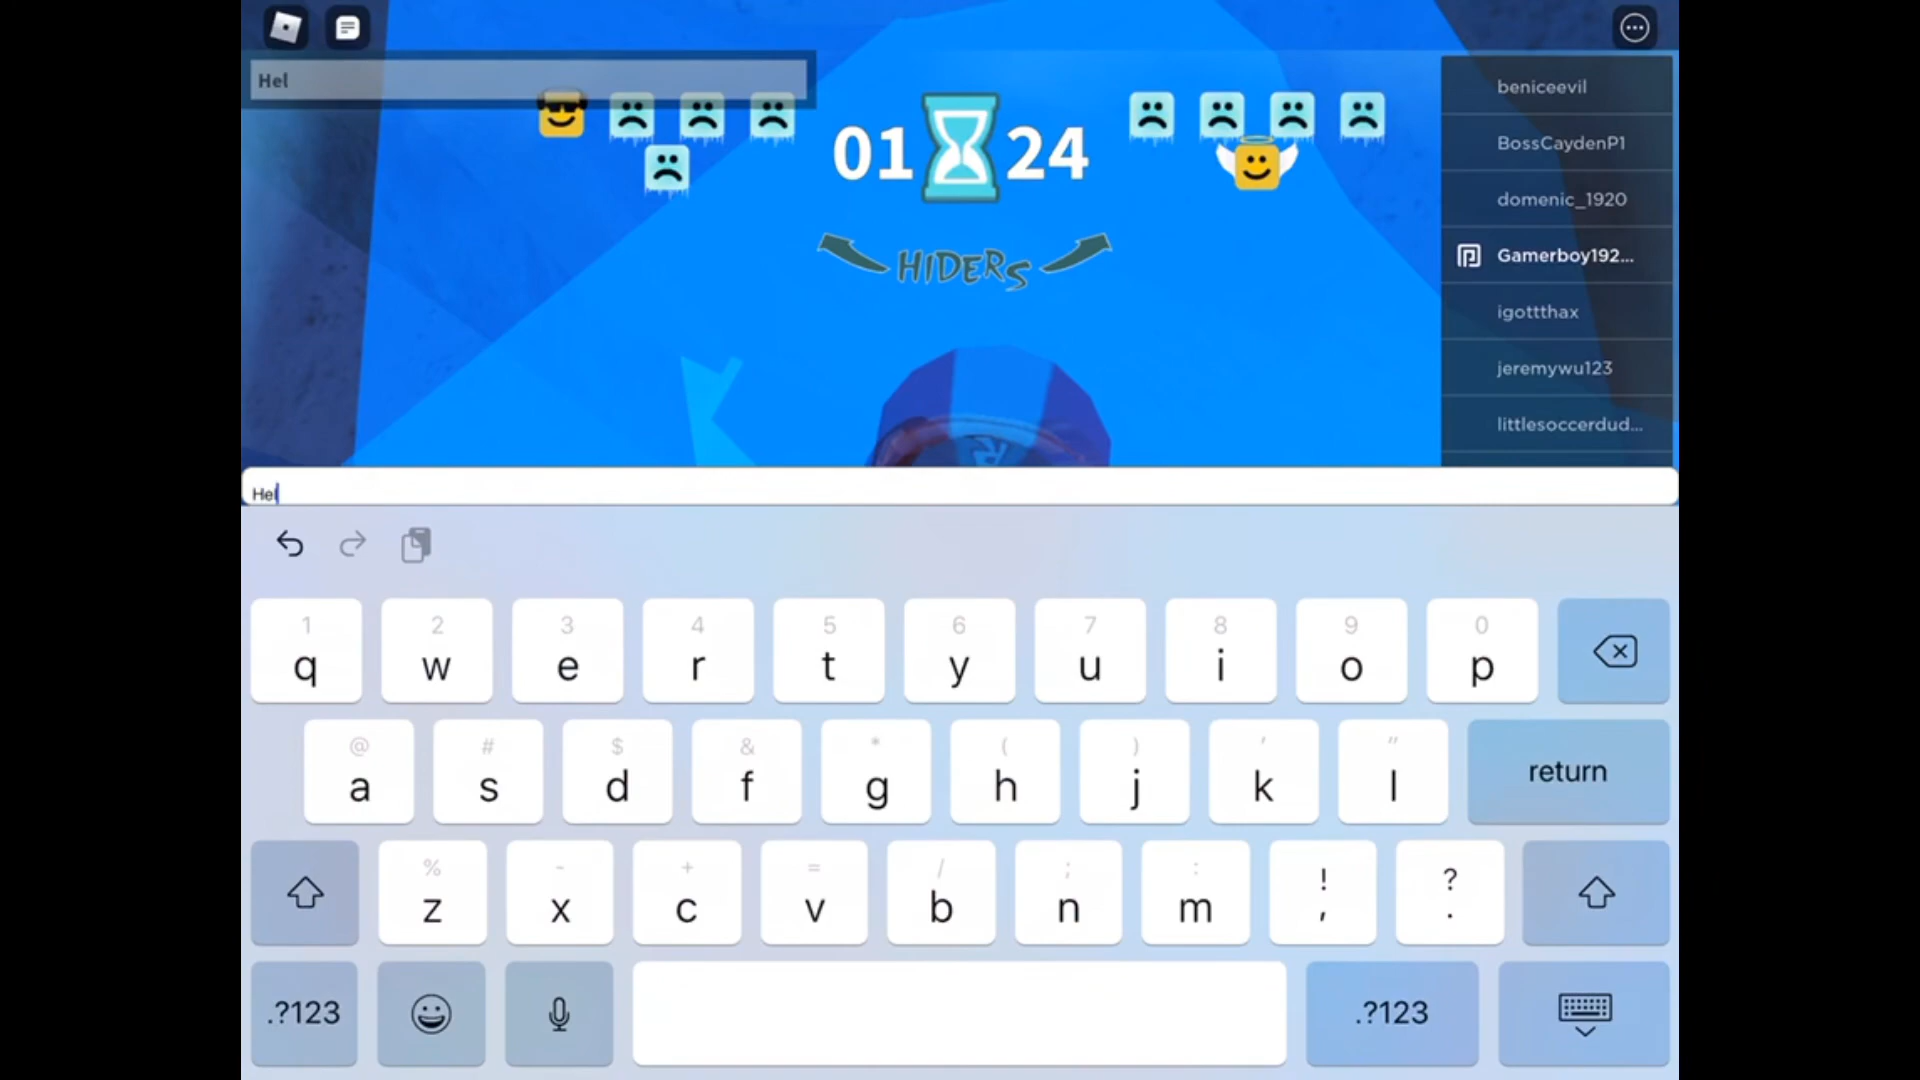 Hel
01 24
HIDERS
beniceevil
BossCaydenP1
domenic_1920
Gamerboy192...
igottthax
jeremywu123
littlesoccerdud...
Hel
1 2 3 4 5 6 7 8 9 0
q w e r t y u i o p
@ # $ & * ( ) ' "
a s d f g h j k l return
% - + = / ; : ! ?
z x c v b n m , .
.?123 .?123